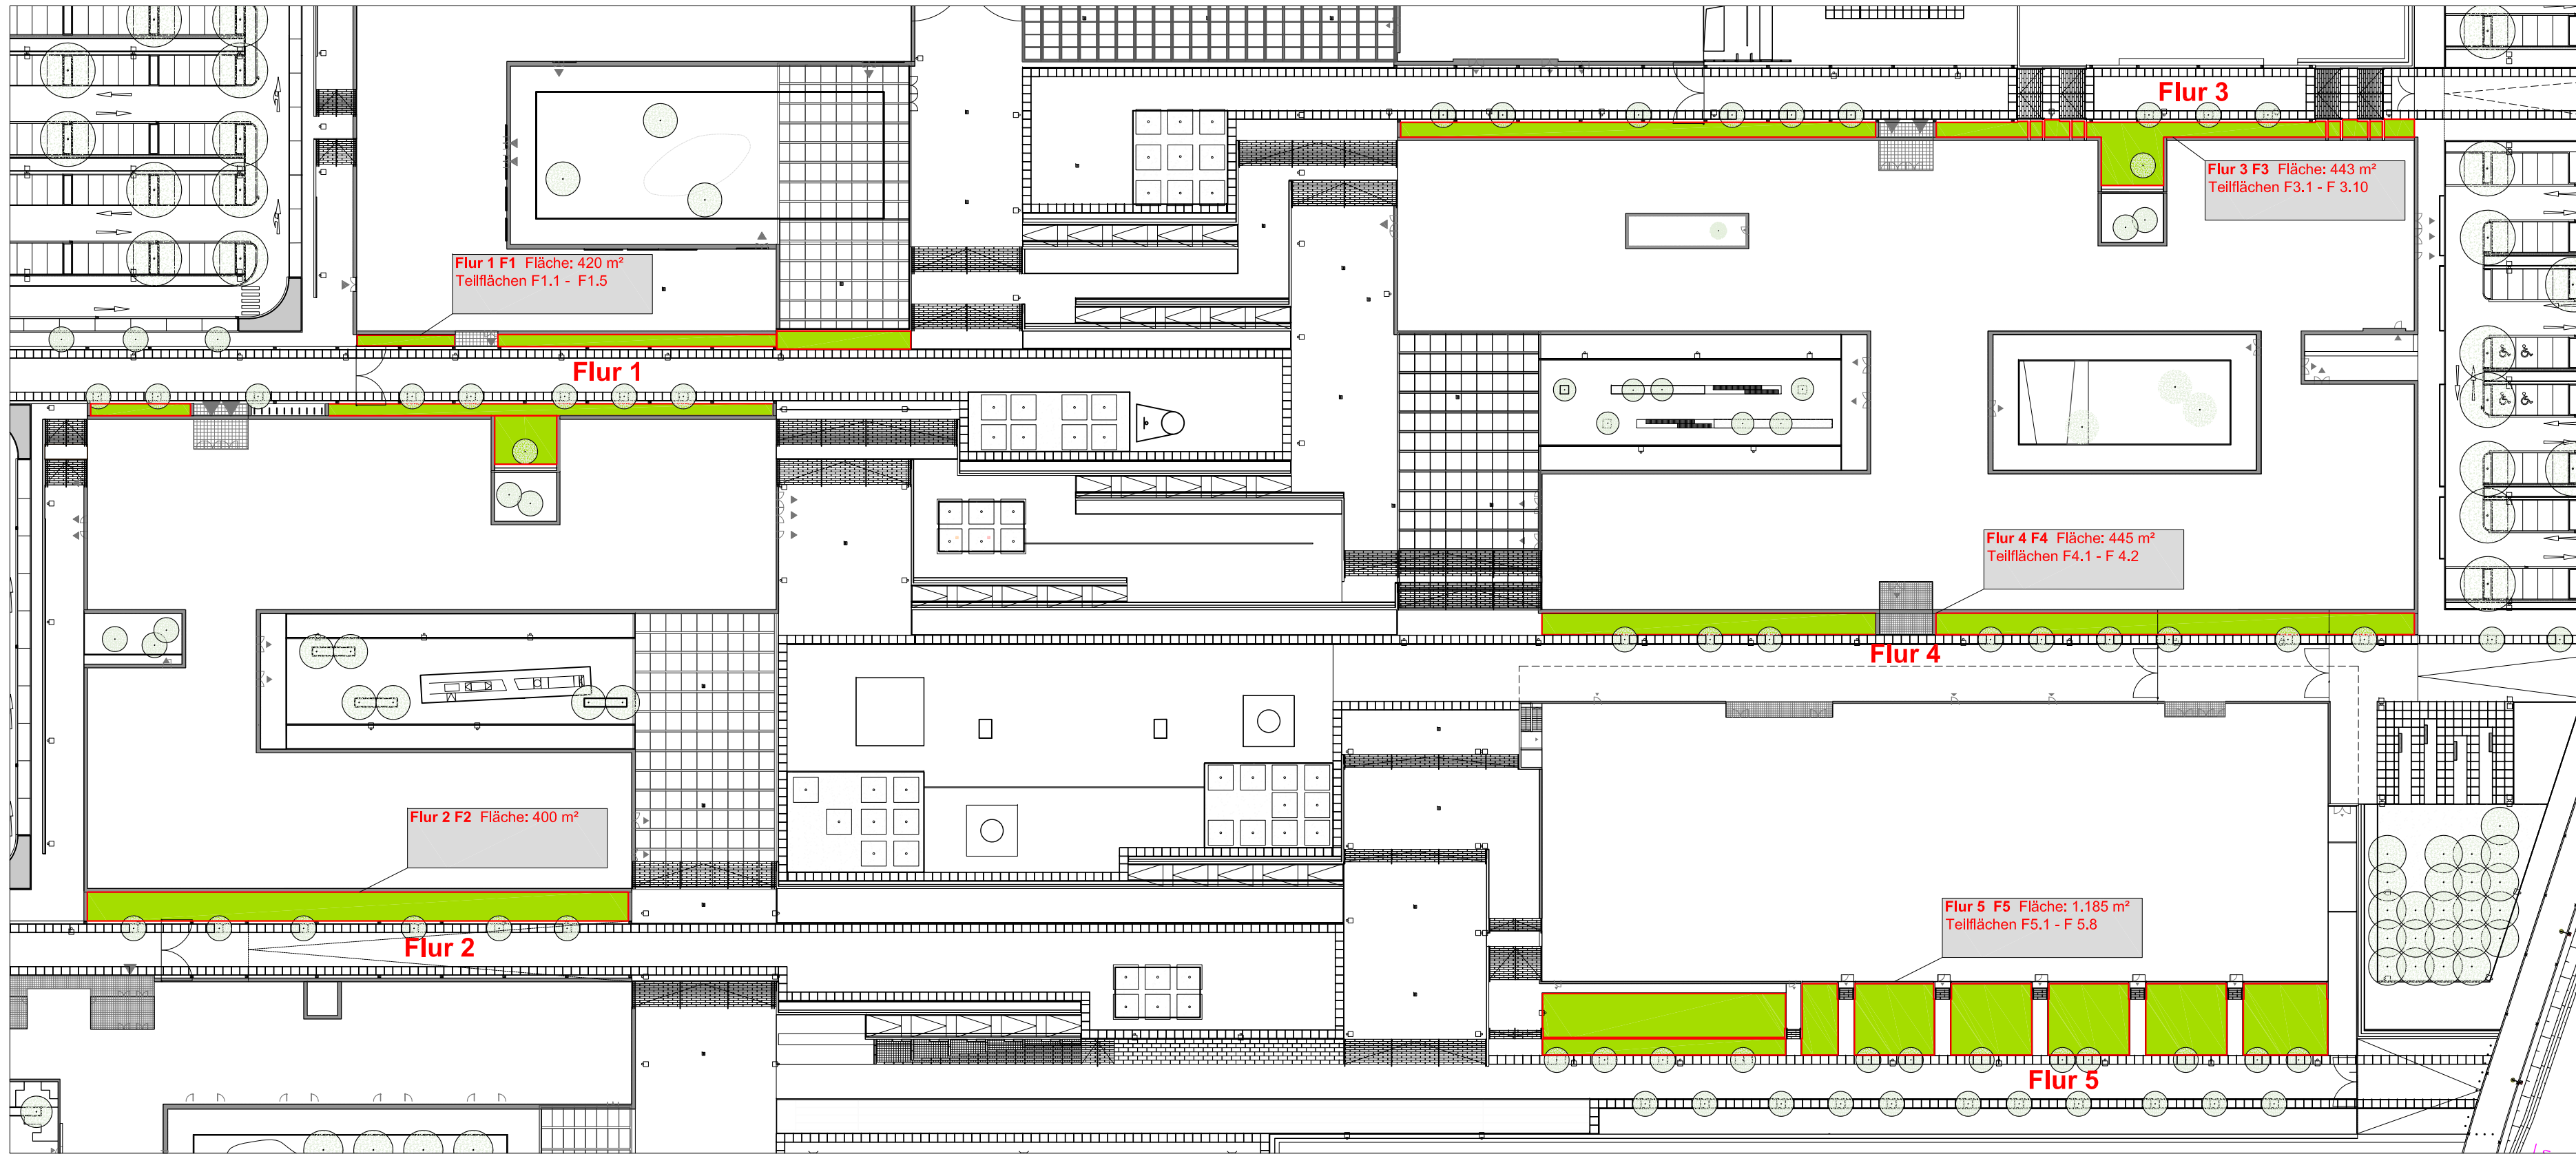 Flur 3
Flur 3 F3 Fläche: 443 m²
Teilflächen F3.1 - F 3.10
Flur 1 F1 Fläche: 420 m²
Teilflächen F1.1 - F1.5
Flur 1
Flur 4 F4 Fläche: 445 m²
Teilflächen F4.1 - F 4.2
Flur 4
Flur 2 F2 Fläche: 400 m²
Flur 5 F5 Fläche: 1.185 m²
Teilflächen F5.1 - F 5.8
Flur 2
Flur 5